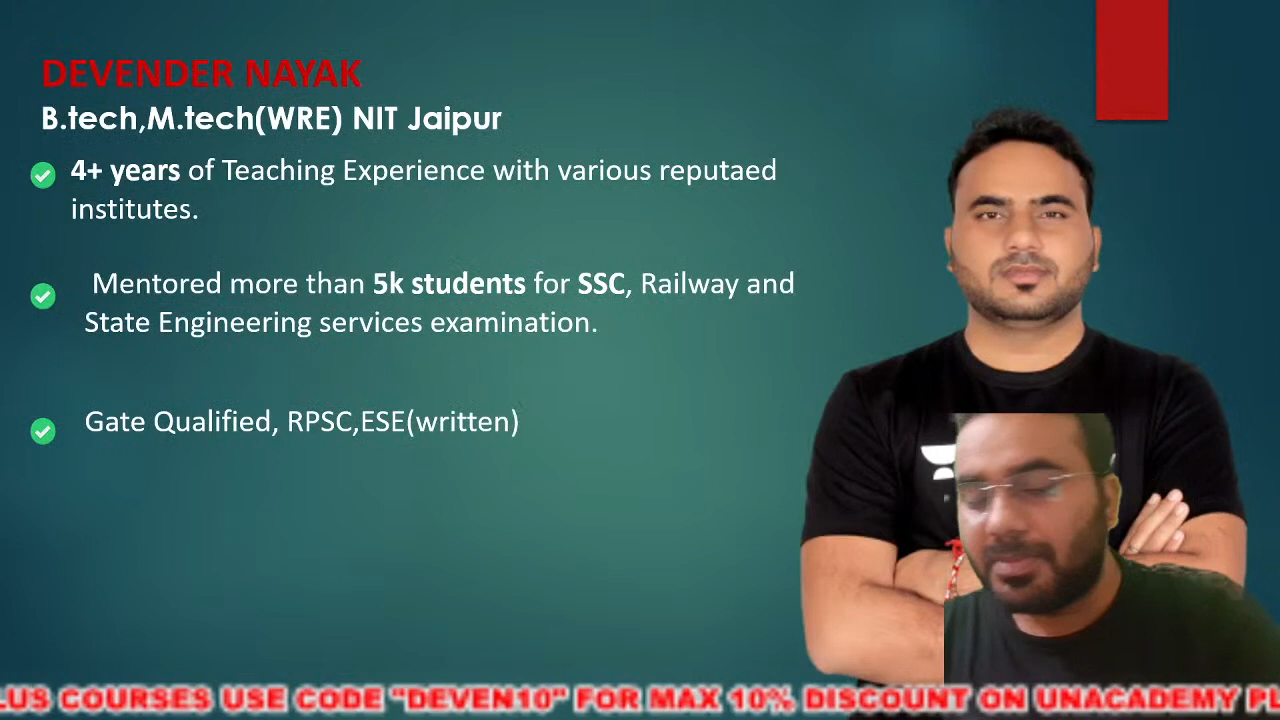 DEVENDER NAYAK
B.tech,M.tech(WRE) NIT Jaipur
4+ years of Teaching Experience with various reputaed
institutes.
Mentored more than 5k students for SSC, Railway and
State Engineering services examination.
Gate Qualified, RPSC,ESE(written)
LUS COURSES USE CODE "DEVEN10" FOR MAX 10% DISCOUNT ON UNACADEMY PL